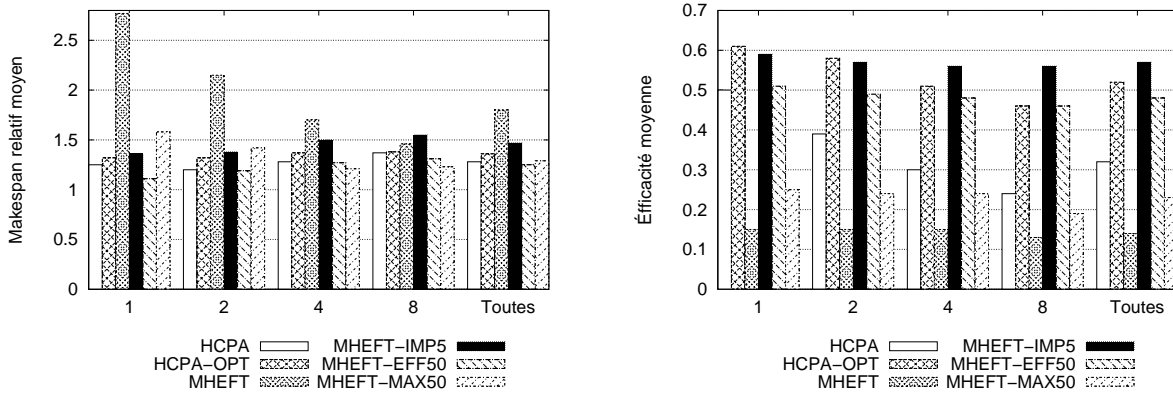 Makespan relatif moyen
2.5
2
1.5
1
0.5
0
1 2 4 8 Toutes
HCPA MHEFT−IMP5
HCPA−OPT MHEFT−EFF50
MHEFT MHEFT−MAX50
Éfficacité moyenne
0.7
0.6
0.5
0.4
0.3
0.2
0.1
0
1 2 4 8 Toutes
HCPA MHEFT−IMP5
HCPA−OPT MHEFT−EFF50
MHEFT MHEFT−MAX50